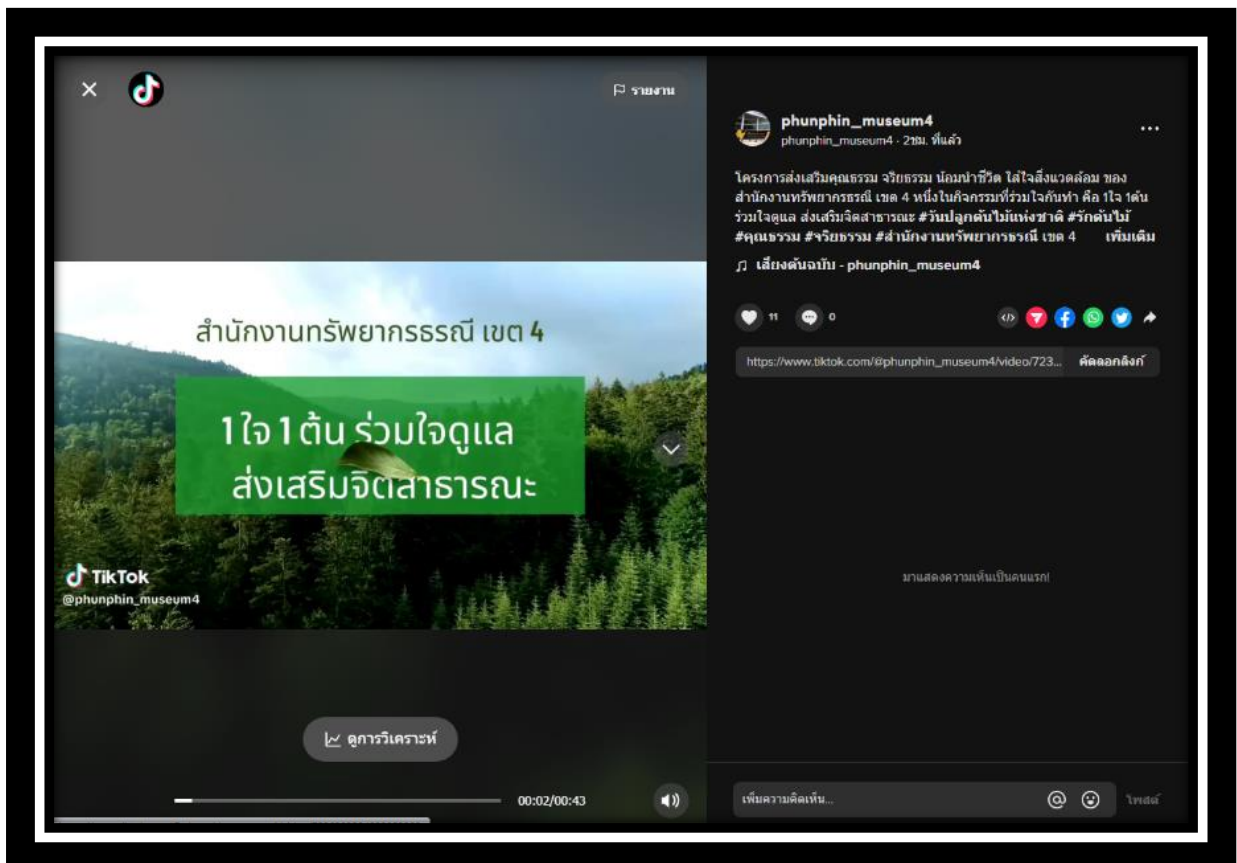 รายงาน
สำนักงานทรัพยากรธรณี เขต 4
1 ใจ 1 ต้น ร่วมใจดูแล
ส่งเสริมจิตสาธารณะ
TikTok
@phunphin_museum4
ดูการวิเคราะห์
00:02/00:43
phunphin_museum4
phunphin_museum4 · 2ชม. ที่แล้ว
โครงการส่งเสริมคุณธรรม จริยธรรม น้อมนำชีวิต ใส่ใจสิ่งแวดล้อม ของ
สำนักงานทรัพยากรธรณี เขต 4 หนึ่งในกิจกรรมที่ร่วมใจกันทำ คือ 1ใจ 1ต้น
ร่วมใจดูแล ส่งเสริมจิตสาธารณะ #วันปลูกต้นไม้แห่งชาติ #รักต้นไม้
#คุณธรรม #จริยธรรม #สำนักงานทรัพยากรธรณี เขต 4 เพิ่มเติม
เสียงต้นฉบับ - phunphin_museum4
11 0
https://www.tiktok.com/@phunphin_museum4/video/723... คัดลอกลิงก์
มาแสดงความเห็นเป็นคนแรก!
เพิ่มความคิดเห็น... โพสต์